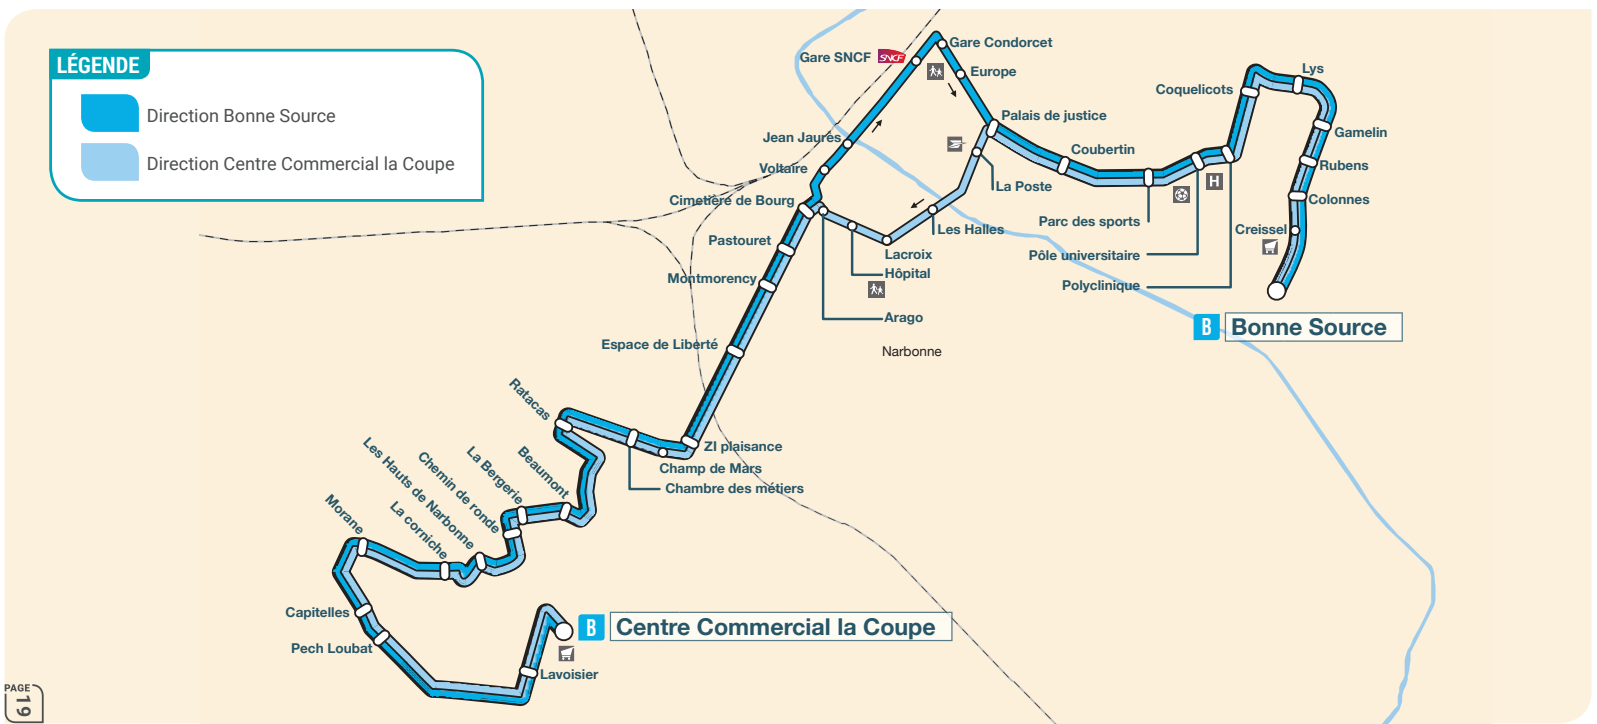 LÉGENDE
Direction Bonne Source
Direction Centre Commercial la Coupe
Gare SNCF
SNCF
Gare Condorcet
Europe
Palais de justice
Jean Jaurès
Voltaire
Cimetière de Bourg
Pastouret
Montmorency
Espace de Liberté
La Poste
Les Halles
Lacroix
Hôpital
Arago
Narbonne
Coubertin
Parc des sports
Pôle universitaire
Polyclinique
H
Coquelicots
Lys
Gamelin
Rubens
Colonnes
Creissel
B Bonne Source
Ratacas
ZI plaisance
Champ de Mars
Chambre des métiers
Beaumont
La Bergerie
Chemin de ronde
Les Hauts de Narbonne
La corniche
Morane
Capitelles
Pech Loubat
Lavoisier
B Centre Commercial la Coupe
PAGE
19